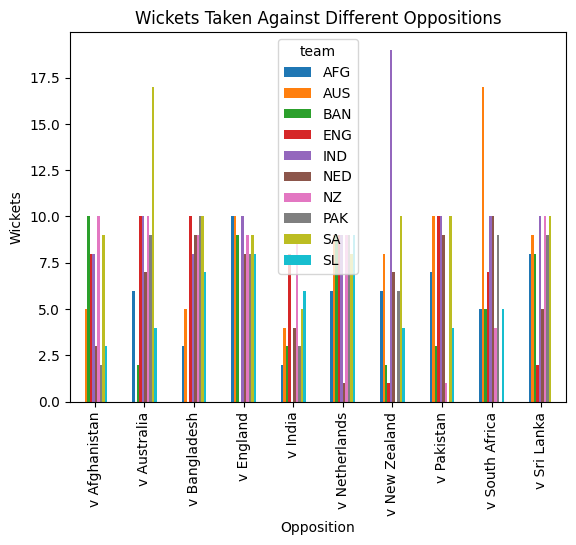 Wickets Taken Against Different Oppositions
team
AFG
AUS
BAN
ENG
IND
NED
NZ
PAK
SA
SL
Wickets
17.5
15.0
12.5
10.0
7.5
5.0
2.5
0.0
v Afghanistan
v Australia
v Bangladesh
v England
v India
v Netherlands
v New Zealand
v Pakistan
v South Africa
v Sri Lanka
Opposition